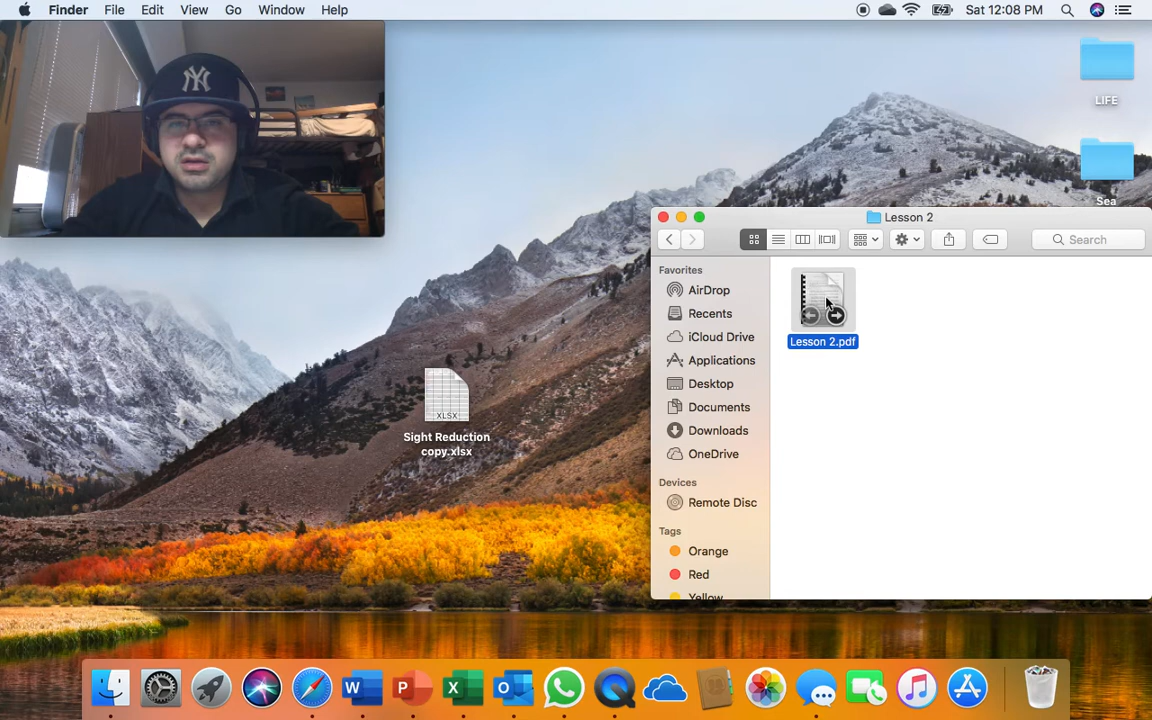 Finder File Edit View Go Window Help
Sat 12:08 PM
NY
LIFE
Sea
Lesson 2
Search
Favorites
AirDrop
Recents
iCloud Drive
Applications
Desktop
Documents
Downloads
OneDrive
Devices
Remote Disc
Tags
Orange
Red
Yellow
Lesson 2.pdf
XLSX
Sight Reduction
copy.xlsx
W
P
X
O